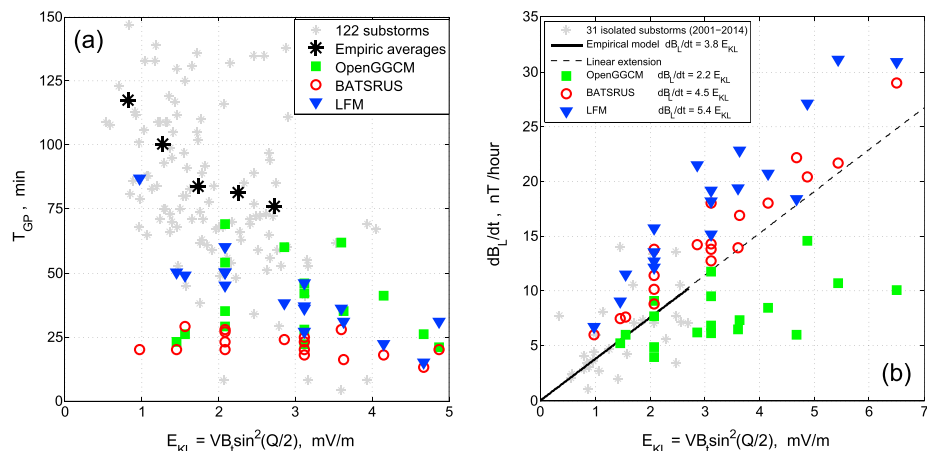 (a)
122 substorms
Empiric averages
OpenGGCM
BATSRUS
LFM
T_GP , min
150
125
100
75
50
25
0
0 1 2 3 4 5
E_KL = VB_t sin^2(Q/2), mV/m
31 isolated substorms (2001−2014)
Empirical model dB_L/dt = 3.8 E_KL
Linear extension
OpenGGCM dB_L/dt = 2.2 E_KL
BATSRUS dB_L/dt = 4.5 E_KL
LFM dB_L/dt = 5.4 E_KL
(b)
dB_L/dt , nT /hour
35
30
25
20
15
10
5
0
0 1 2 3 4 5 6 7
E_KL = VB_t sin^2(Q/2), mV/m